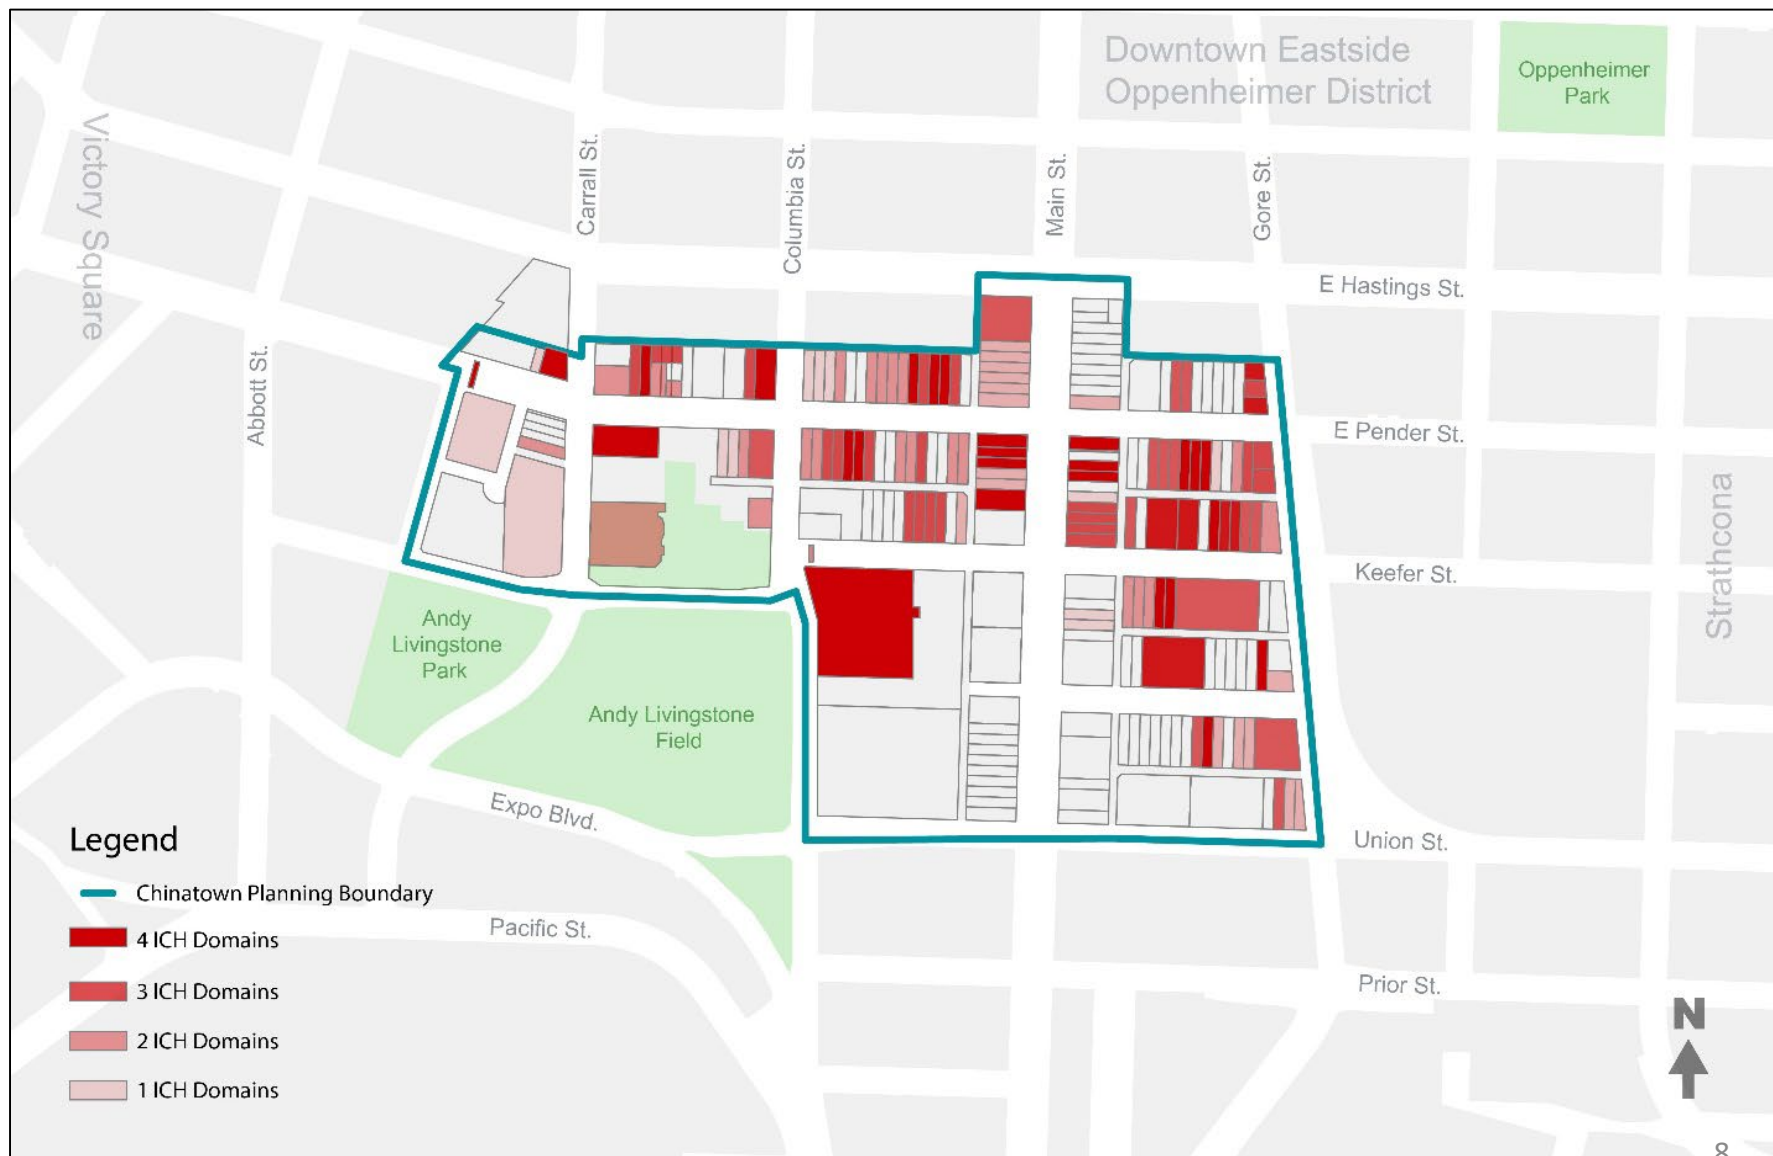 Downtown Eastside
Oppenheimer District
Oppenheimer
Park
Victory Square
Carrall St.
Columbia St.
Main St.
Gore St.
E Hastings St.
Abbott St.
E Pender St.
Strathcona
Keefer St.
Andy
Livingstone
Park
Andy Livingstone
Field
Expo Blvd.
Union St.
Legend
Chinatown Planning Boundary
Pacific St.
4 ICH Domains
3 ICH Domains
Prior St.
N
2 ICH Domains
1 ICH Domains
8